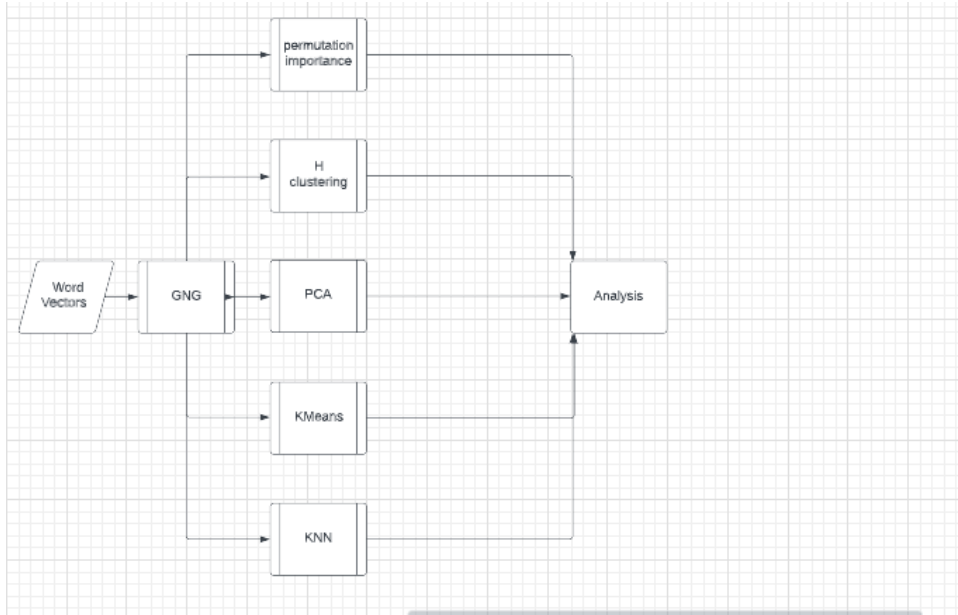 permutation
importance
H
clustering
Word
Vectors
GNG
PCA
Analysis
KMeans
KNN